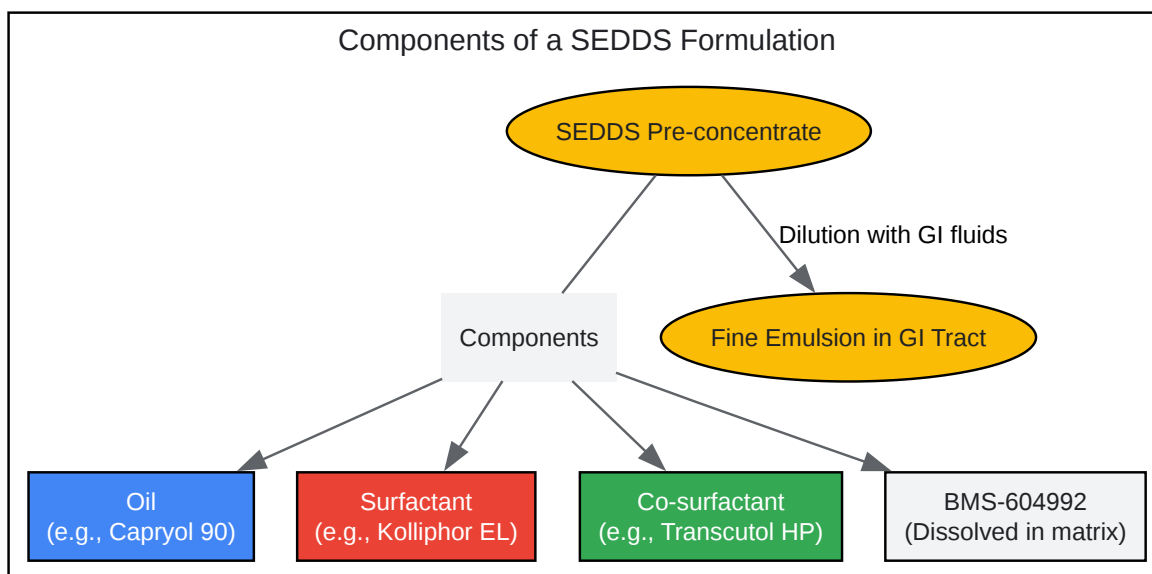 Components of a SEDDS Formulation
SEDDS Pre-concentrate
Dilution with GI fluids
Components
Fine Emulsion in GI Tract
Oil
(e.g., Capryol 90)
Surfactant
(e.g., Kolliphor EL)
Co-surfactant
(e.g., Transcutol HP)
BMS-604992
(Dissolved in matrix)